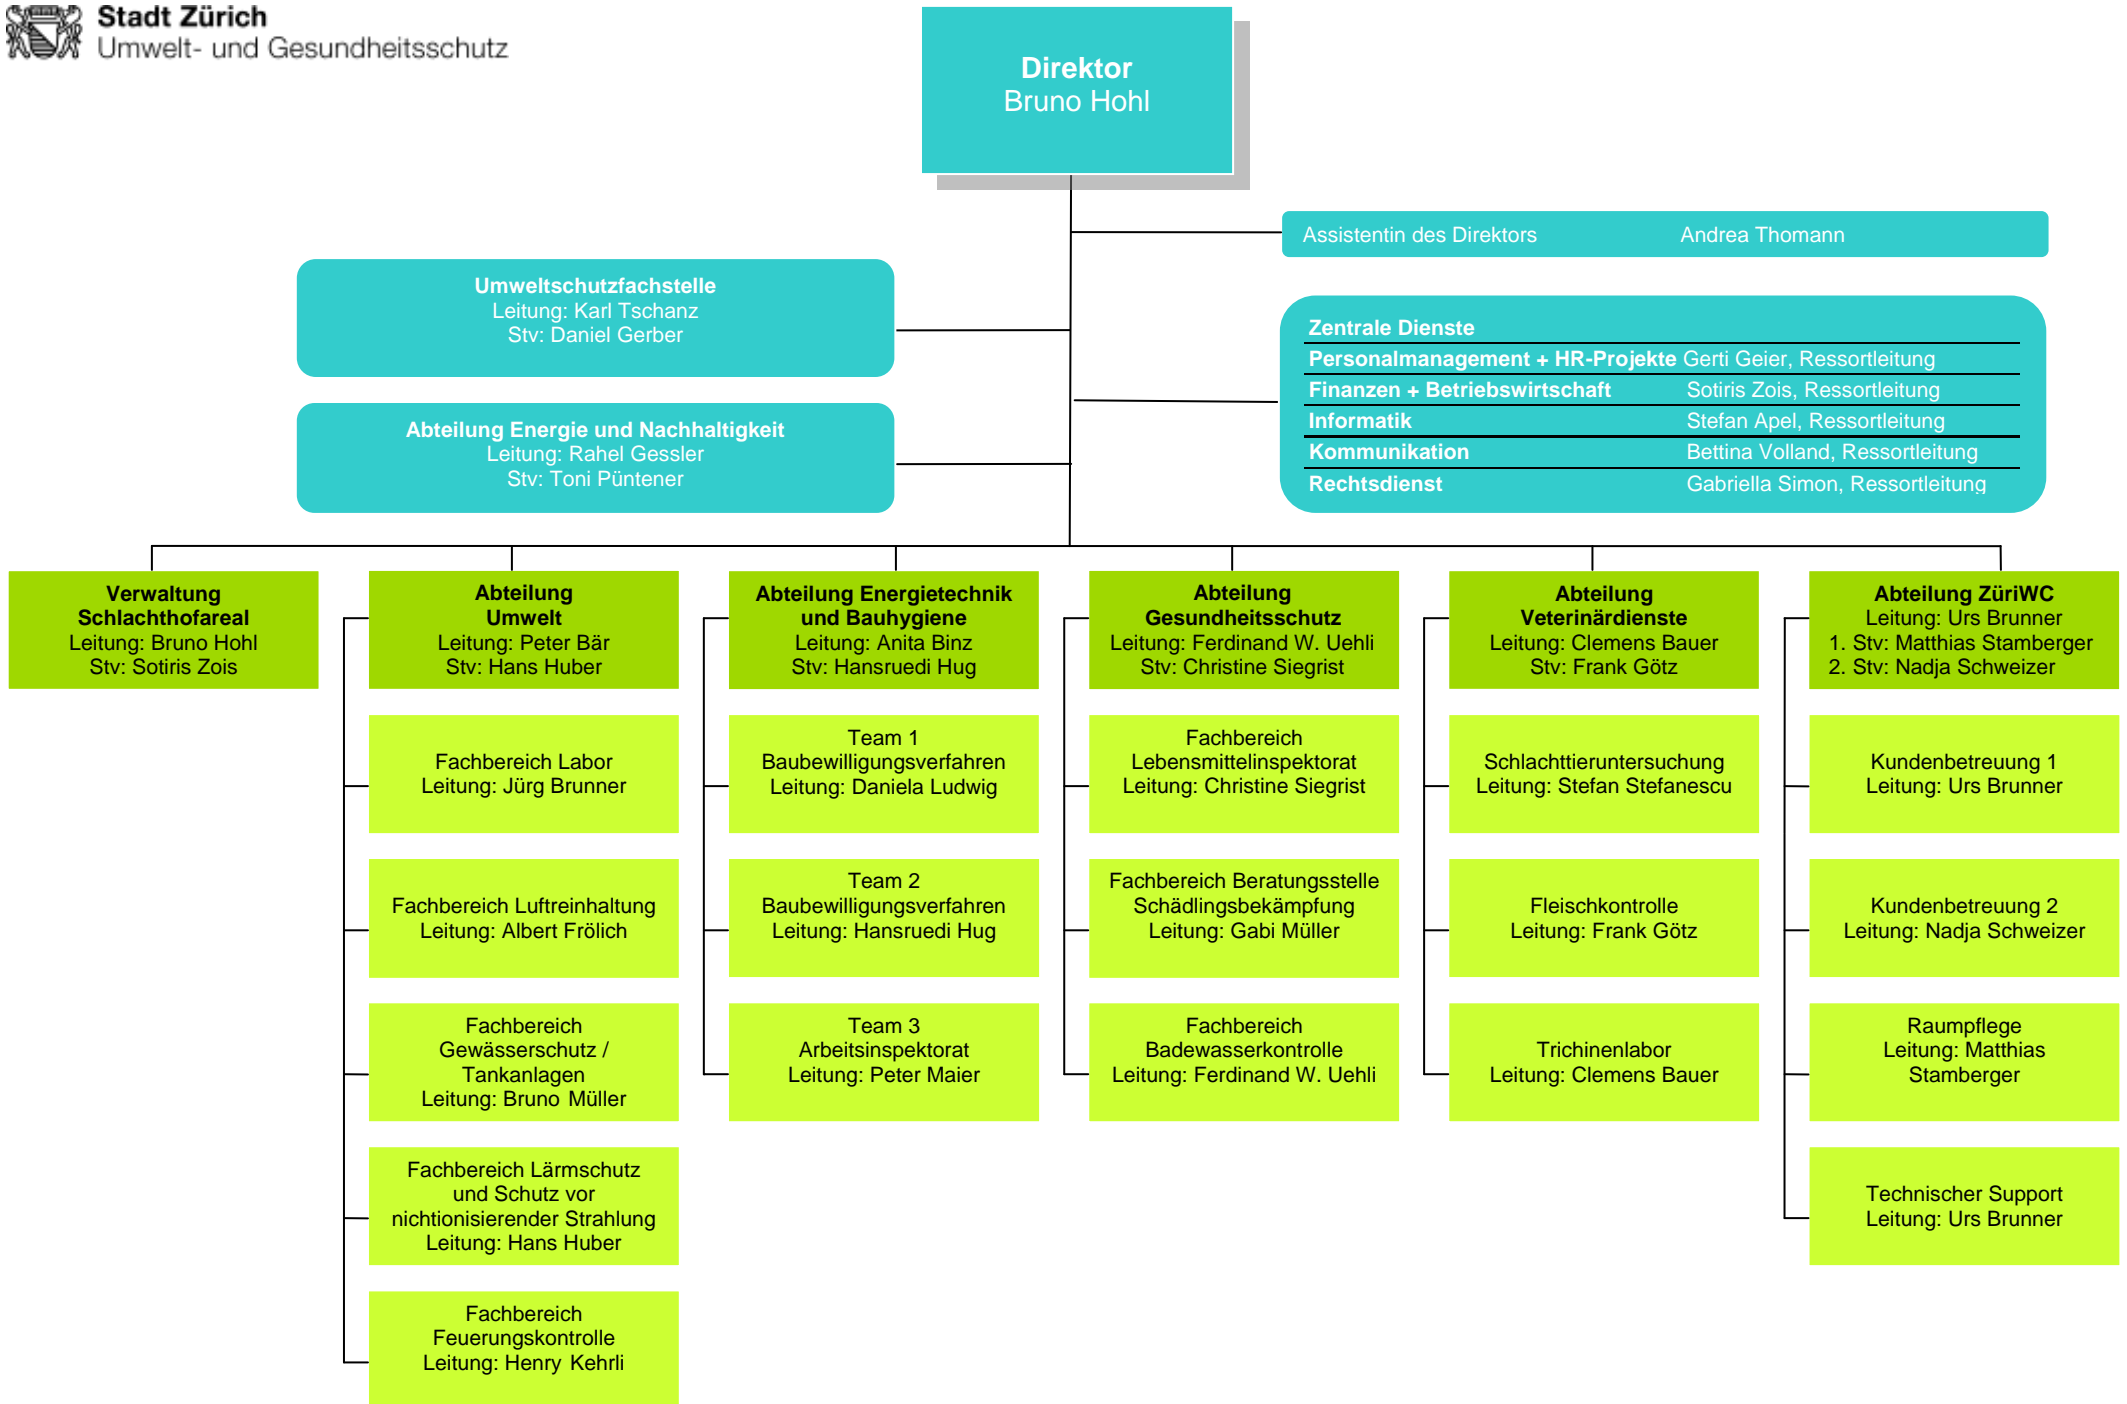 Stadt Zürich
Umwelt- und Gesundheitsschutz
Direktor
Bruno Hohl
Assistentin des Direktors Andrea Thomann
Umweltschutzfachstelle
Leitung: Karl Tschanz
Stv: Daniel Gerber
Zentrale Dienste
Personalmanagement + HR-Projekte Gerti Geier, Ressortleitung
Finanzen + Betriebswirtschaft Sotiris Zois, Ressortleitung
Informatik Stefan Apel, Ressortleitung
Kommunikation Bettina Volland, Ressortleitung
Rechtsdienst Gabriella Simon, Ressortleitung
Abteilung Energie und Nachhaltigkeit
Leitung: Rahel Gessler
Stv: Toni Püntener
Verwaltung
Schlachthofareal
Leitung: Bruno Hohl
Stv: Sotiris Zois
Abteilung
Umwelt
Leitung: Peter Bär
Stv: Hans Huber
Fachbereich Labor
Leitung: Jürg Brunner
Fachbereich Luftreinhaltung
Leitung: Albert Frölich
Fachbereich
Gewässerschutz /
Tankanlagen
Leitung: Bruno Müller
Fachbereich Lärmschutz
und Schutz vor
nichtionisierender Strahlung
Leitung: Hans Huber
Fachbereich
Feuerungskontrolle
Leitung: Henry Kehrli
Abteilung Energietechnik
und Bauhygiene
Leitung: Anita Binz
Stv: Hansruedi Hug
Team 1
Baubewilligungsverfahren
Leitung: Daniela Ludwig
Team 2
Baubewilligungsverfahren
Leitung: Hansruedi Hug
Team 3
Arbeitsinspektorat
Leitung: Peter Maier
Abteilung
Gesundheitsschutz
Leitung: Ferdinand W. Uehli
Stv: Christine Siegrist
Fachbereich
Lebensmittelinspektorat
Leitung: Christine Siegrist
Fachbereich Beratungsstelle
Schädlingsbekämpfung
Leitung: Gabi Müller
Fachbereich
Badewasserkontrolle
Leitung: Ferdinand W. Uehli
Abteilung
Veterinärdienste
Leitung: Clemens Bauer
Stv: Frank Götz
Schlachttieruntersuchung
Leitung: Stefan Stefanescu
Fleischkontrolle
Leitung: Frank Götz
Trichinenlabor
Leitung: Clemens Bauer
Abteilung ZüriWC
Leitung: Urs Brunner
1. Stv: Matthias Stamberger
2. Stv: Nadja Schweizer
Kundenbetreuung 1
Leitung: Urs Brunner
Kundenbetreuung 2
Leitung: Nadja Schweizer
Raumpflege
Leitung: Matthias
Stamberger
Technischer Support
Leitung: Urs Brunner